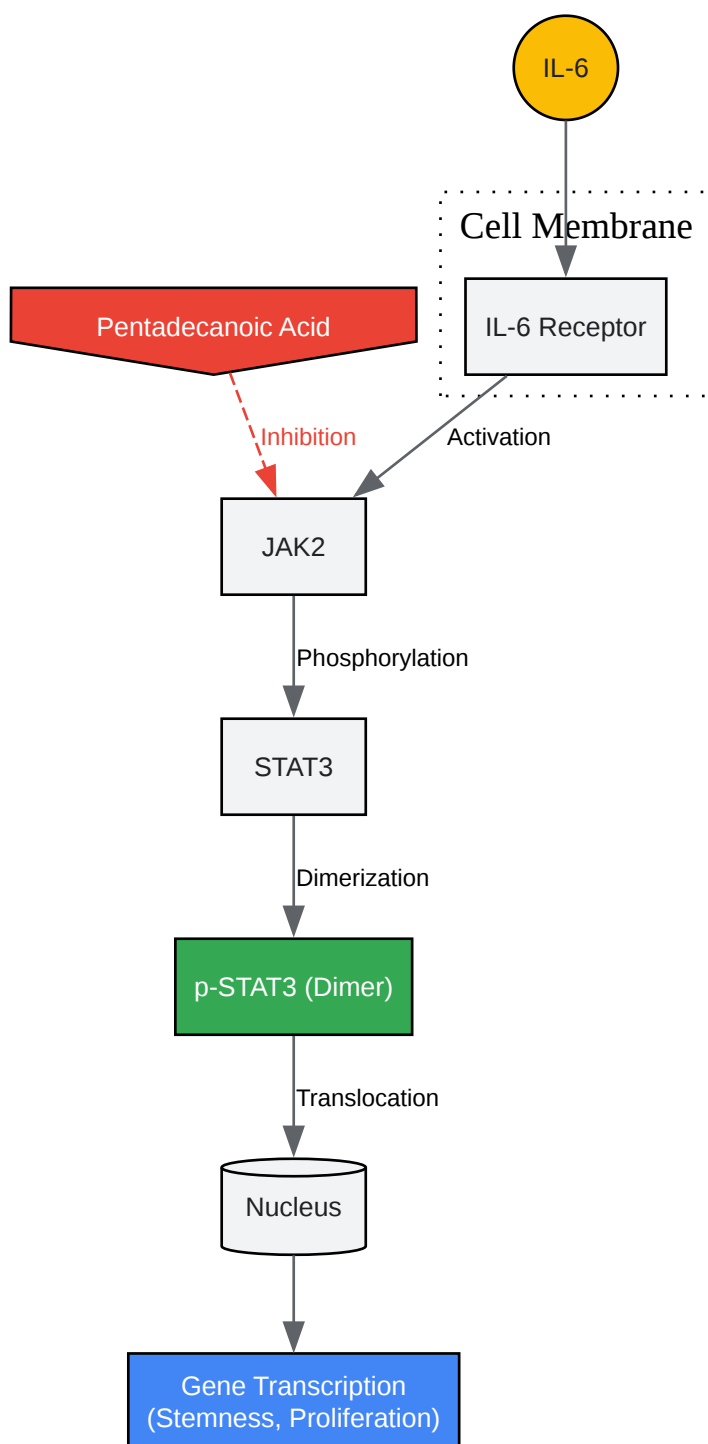 IL-6
Cell Membrane
IL-6 Receptor
Pentadecanoic Acid
Inhibition
Activation
JAK2
Phosphorylation
STAT3
Dimerization
p-STAT3 (Dimer)
Translocation
Nucleus
Gene Transcription
(Stemness, Proliferation)